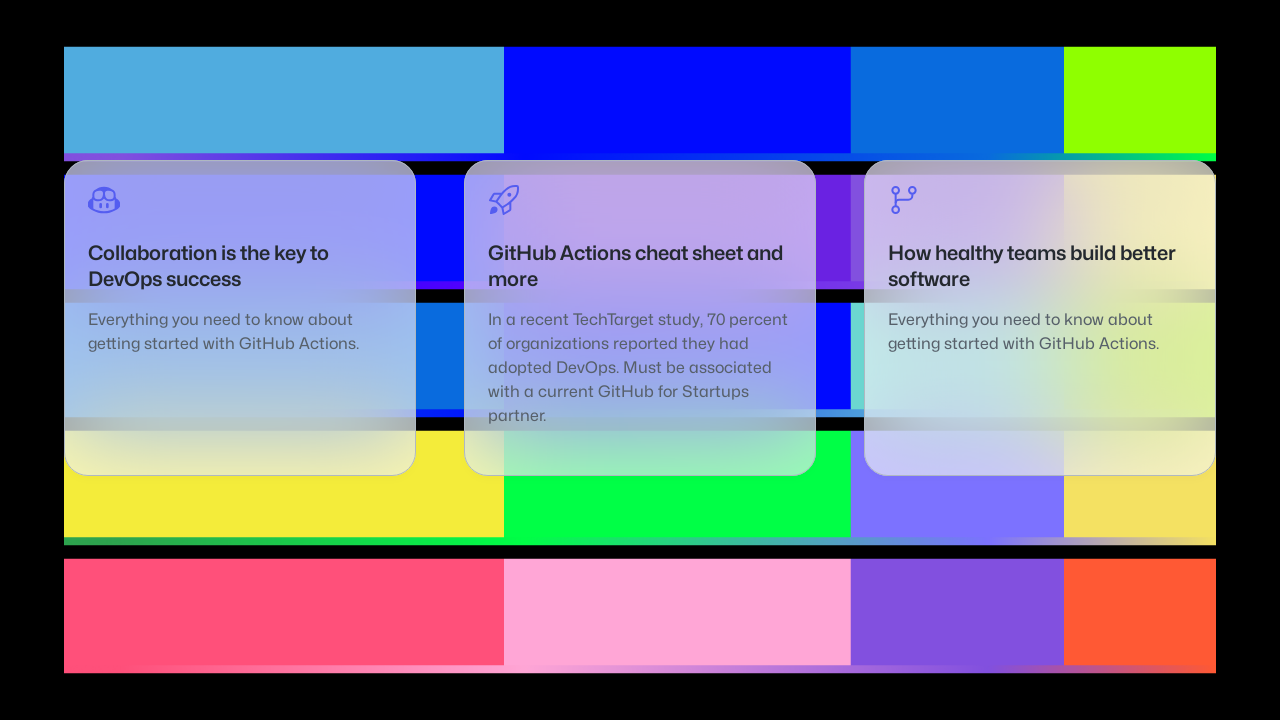 Collaboration is the key to
DevOps success
Everything you need to know about
getting started with GitHub Actions.
GitHub Actions cheat sheet and
more
In a recent TechTarget study, 70 percent
of organizations reported they had
adopted DevOps. Must be associated
with a current GitHub for Startups
partner.
How healthy teams build better
software
Everything you need to know about
getting started with GitHub Actions.